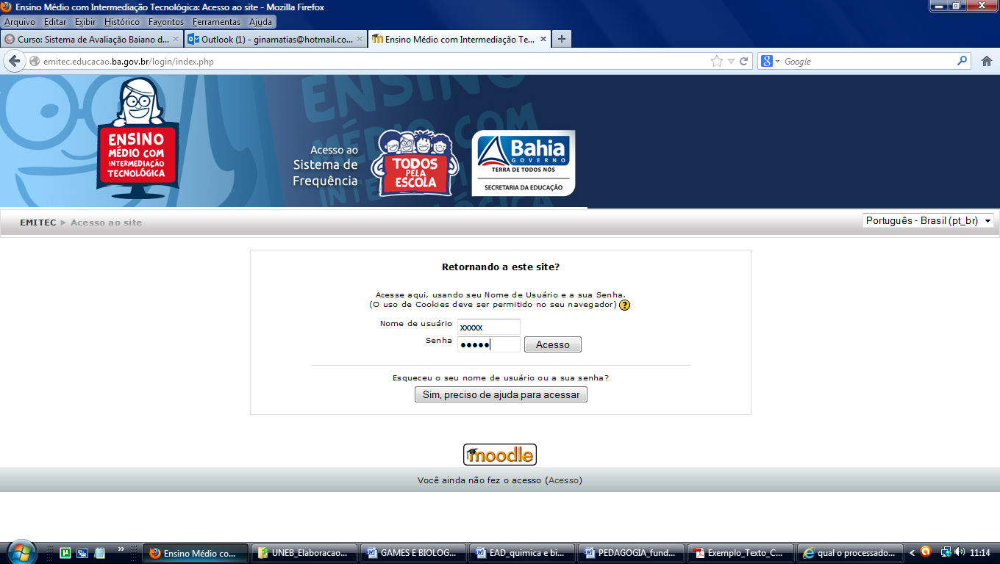 Ensino Médio com Intermediação Tecnológica: Acesso ao site - Mozilla Firefox
Arquivo Editar Exibir Histórico Favoritos Ferramentas Ajuda
Curso: Sistema de Avaliação Baiano d... Outlook (1) - ginamatias@hotmail.co... Ensino Médio com Intermediação Te...
emitec.educacao.ba.gov.br/login/index.php
Google
ENSINO
MÉDIO COM
INTERMEDIAÇÃO
TECNOLÓGICA
ENSINO
MÉDIO COM
INTERMEDIAÇÃO
TECNOLÓGICA
Acesso ao
Sistema de
Frequência
TODOS
PELA
ESCOLA
Bahia
GOVERNO
TERRA DE TODOS NÓS
SECRETARIA DA EDUCAÇÃO
EMITEC ► Acesso ao site
Português - Brasil (pt_br)
Retornando a este site?
Acesse aqui, usando seu Nome de Usuário e a sua Senha.
(O uso de Cookies deve ser permitido no seu navegador) ?
Nome de usuário xxxxx
Senha ●●●●● Acesso
Esqueceu o seu nome de usuário ou a sua senha?
Sim, preciso de ajuda para acessar
moodle
Você ainda não fez o acesso (Acesso)
Ensino Médio co... UNEB_Elaboracao... GAMES E BIOLOG... EAD_quimica e bi... PEDAGOGIA_fund... Exemplo_Texto_C... qual o processado... 11:14